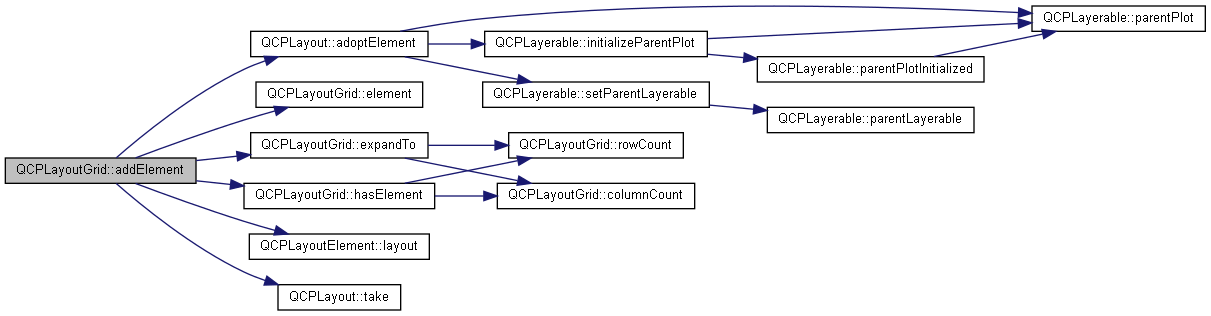 QCPLayerable::parentPlot
QCPLayout::adoptElement
QCPLayerable::initializeParentPlot
QCPLayerable::parentPlotInitialized
QCPLayoutGrid::element
QCPLayerable::setParentLayerable
QCPLayerable::parentLayerable
QCPLayoutGrid::expandTo
QCPLayoutGrid::rowCount
QCPLayoutGrid::addElement
QCPLayoutGrid::hasElement
QCPLayoutGrid::columnCount
QCPLayoutElement::layout
QCPLayout::take